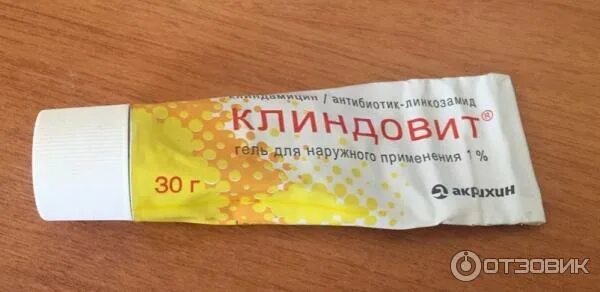 клиндамицин / антибиотик-линкозамид
КЛИНДОВИТ®
гель для наружного применения 1 %
30 г
акрихин
ОТЗОВИК